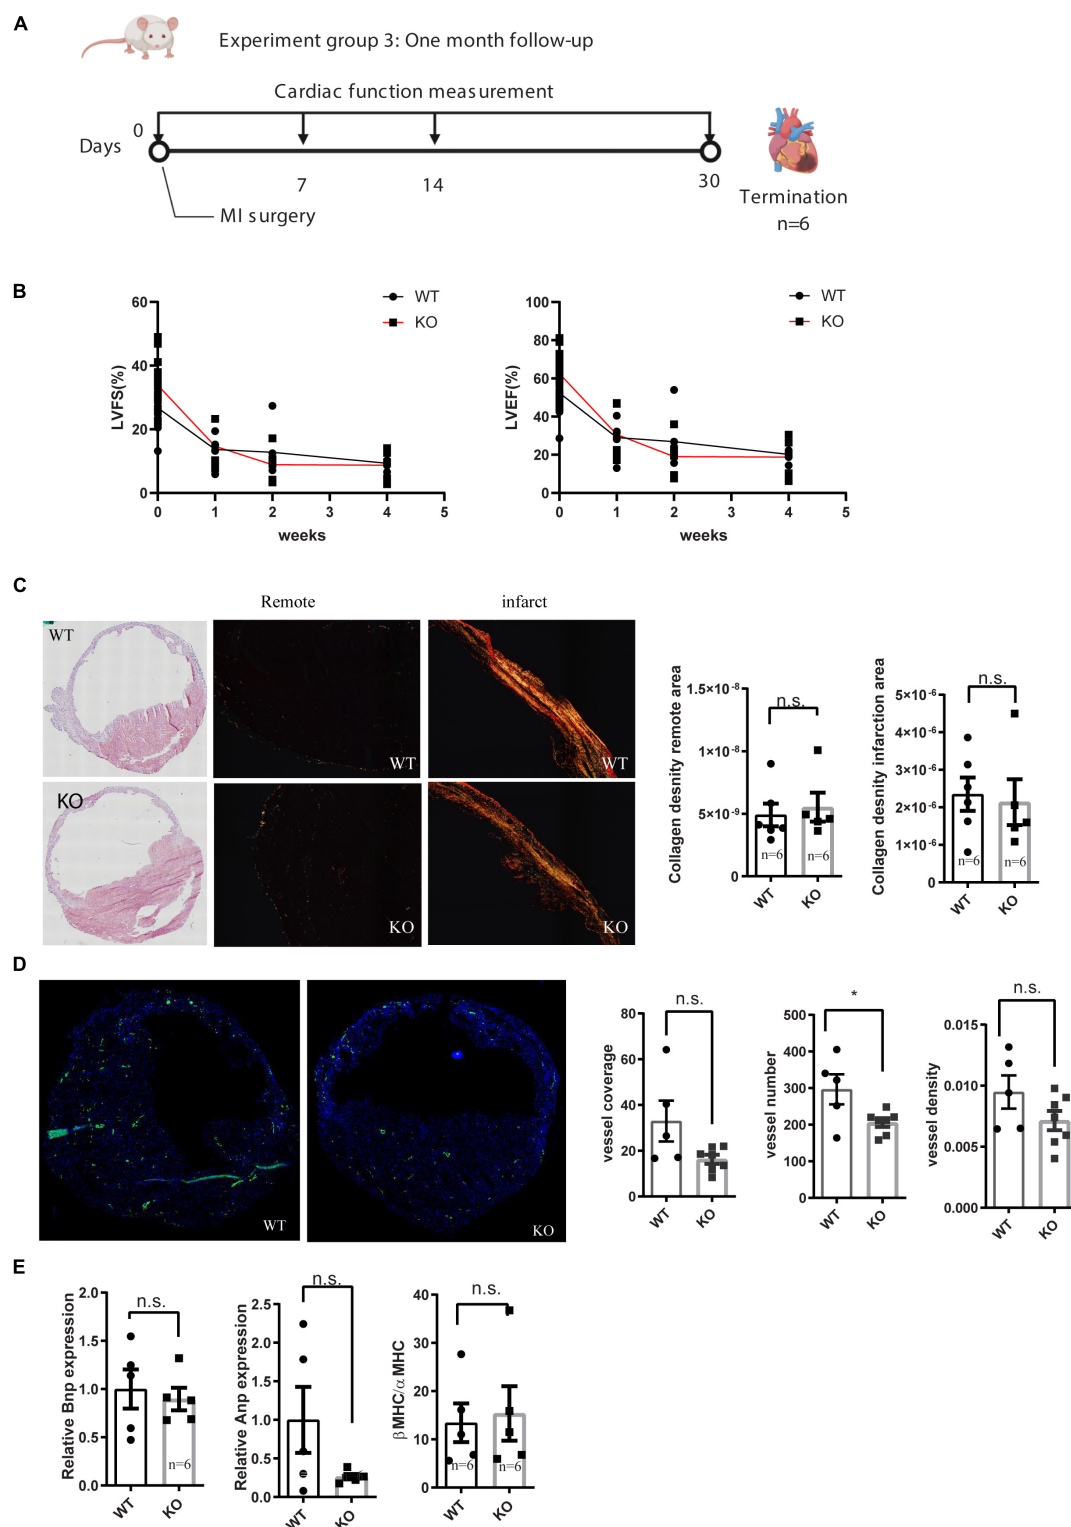 A
Experiment group 3: One month follow-up
Cardiac function measurement
0
Days
7
14
30
MI surgery
Termination
n=6
B
60
40
20
0
LVFS(%)
WT
KO
0 1 2 3 4 5
weeks
100
80
60
40
20
0
LVEF(%)
WT
KO
0 1 2 3 4 5
weeks
C
Remote
infarct
WT
WT
WT
KO
KO
KO
Collagen desnity remote area
1.5×10-8
1×10-8
5×10-9
0
n.s.
n=6
n=6
WT
KO
Collagen desnity infarction area
5×10-6
4×10-6
3×10-6
2×10-6
1×10-6
0
n.s.
n=6
n=6
WT
KO
D
WT
KO
vessel coverage
80
60
40
20
0
n.s.
WT
KO
vessel number
500
400
300
200
100
0
*
WT
KO
vessel density
0.015
0.010
0.005
0.000
n.s.
WT
KO
E
Relative Bnp expression
2.0
1.5
1.0
0.5
0.0
n.s.
n=6
WT
KO
Relative Anp expression
2.5
2.0
1.5
1.0
0.5
0.0
n.s.
WT
KO
βMHC/αMHC
40
30
20
10
0
n.s.
n=6
n=6
WT
KO